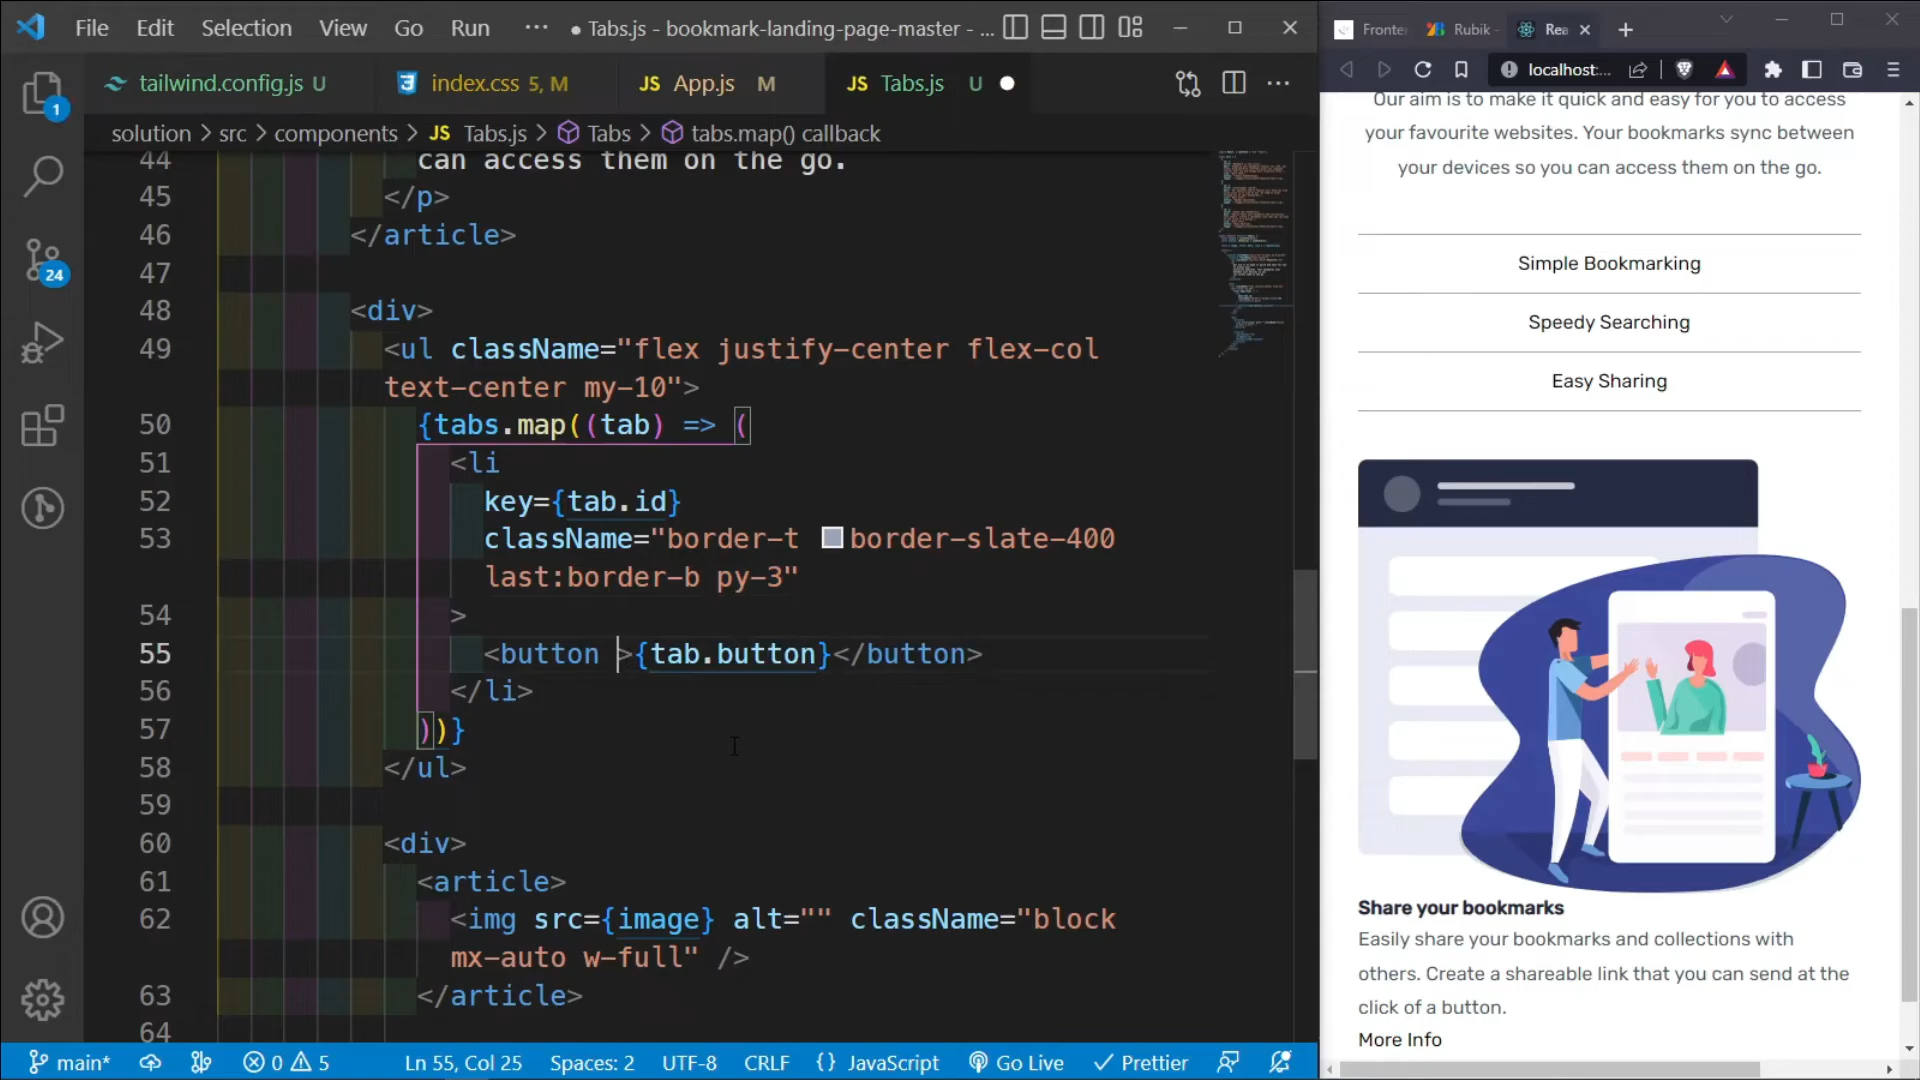 File Edit Selection View Go Run ··· ● Tabs.js - bookmark-landing-page-master - ...
tailwind.config.js U index.css 5, M JS App.js M JS Tabs.js U
solution > src > components > JS Tabs.js > Tabs > tabs.map() callback
44 can access them on the go.
45 </p>
46 </article>
47
48 <div>
49 <ul className="flex justify-center flex-col
text-center my-10">
50 {tabs.map((tab) => (
51 <li
52 key={tab.id}
53 className="border-t border-slate-400
last:border-b py-3"
54 >
55 <button >{tab.button}</button>
56 </li>
57 ))}
58 </ul>
59
60 <div>
61 <article>
62 <img src={image} alt="" className="block
mx-auto w-full" />
63 </article>
64
1
24
main* 0 5 Ln 55, Col 25 Spaces: 2 UTF-8 CRLF {} JavaScript Go Live Prettier
Fronte Rubik Rea
localhost:...
Our aim is to make it quick and easy for you to access
your favourite websites. Your bookmarks sync between
your devices so you can access them on the go.
Simple Bookmarking
Speedy Searching
Easy Sharing
Share your bookmarks
Easily share your bookmarks and collections with
others. Create a shareable link that you can send at the
click of a button.
More Info